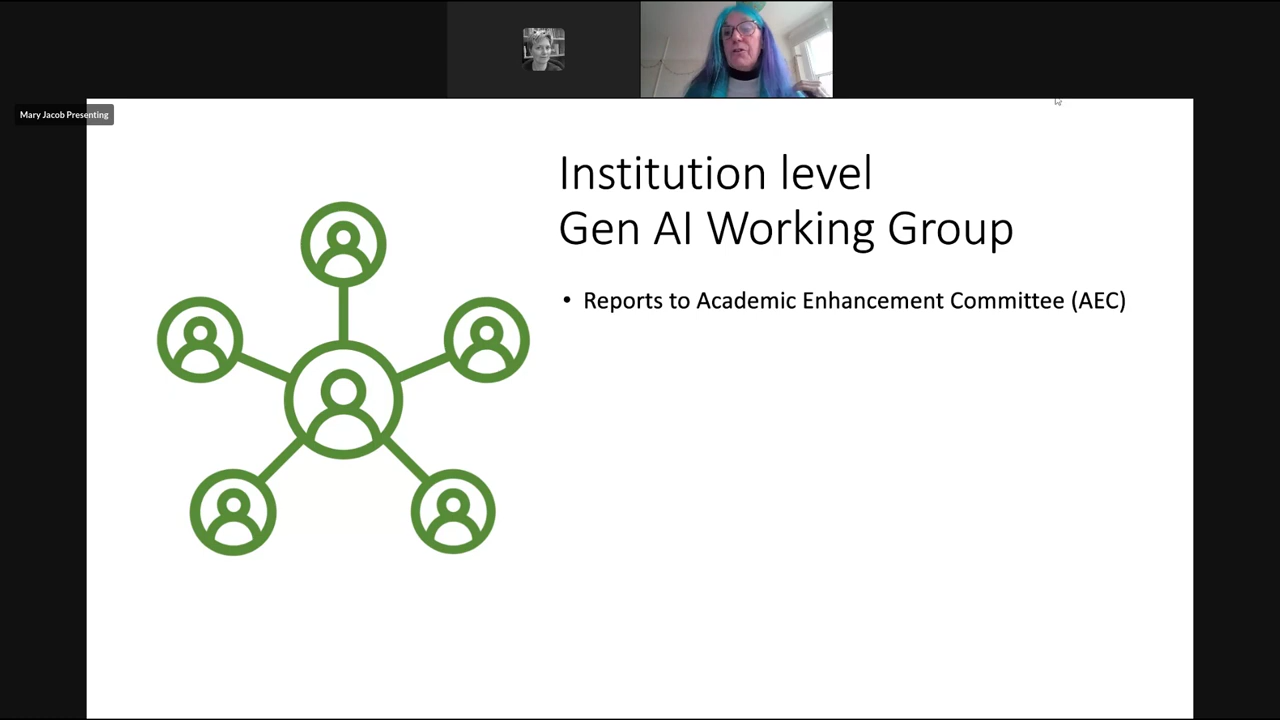 Mary Jacob Presenting
Institution level
Gen AI Working Group
• Reports to Academic Enhancement Committee (AEC)